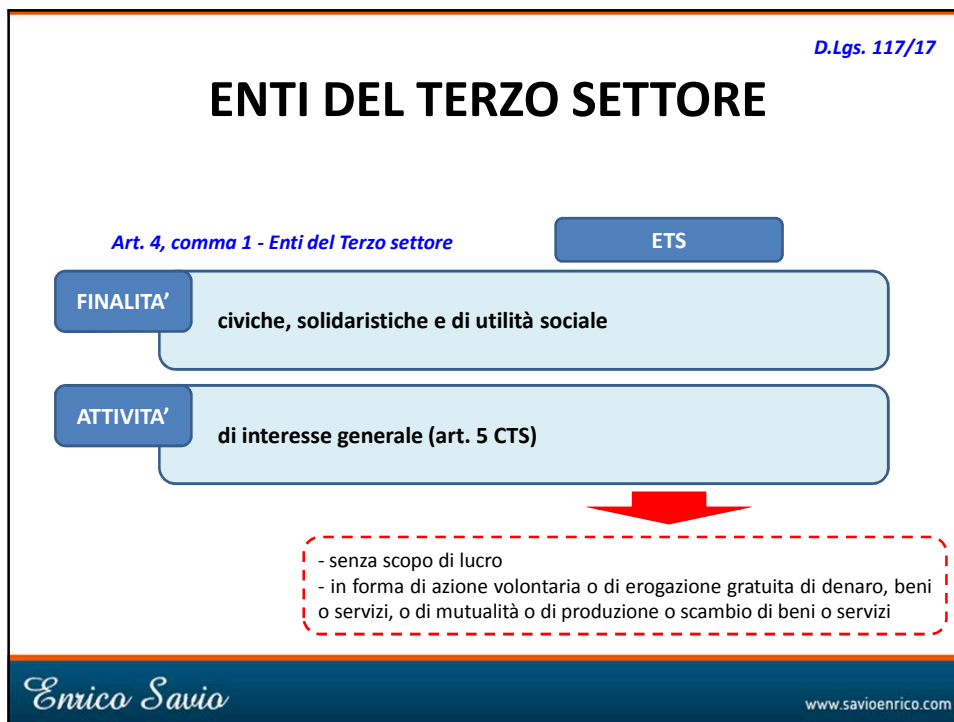 D.Lgs. 117/17
ENTI DEL TERZO SETTORE
Art. 4, comma 1 - Enti del Terzo settore
ETS
FINALITA’
civiche, solidaristiche e di utilità sociale
ATTIVITA’
di interesse generale (art. 5 CTS)
- senza scopo di lucro
- in forma di azione volontaria o di erogazione gratuita di denaro, beni
o servizi, o di mutualità o di produzione o scambio di beni o servizi
Enrico Savio
www.savioenrico.com